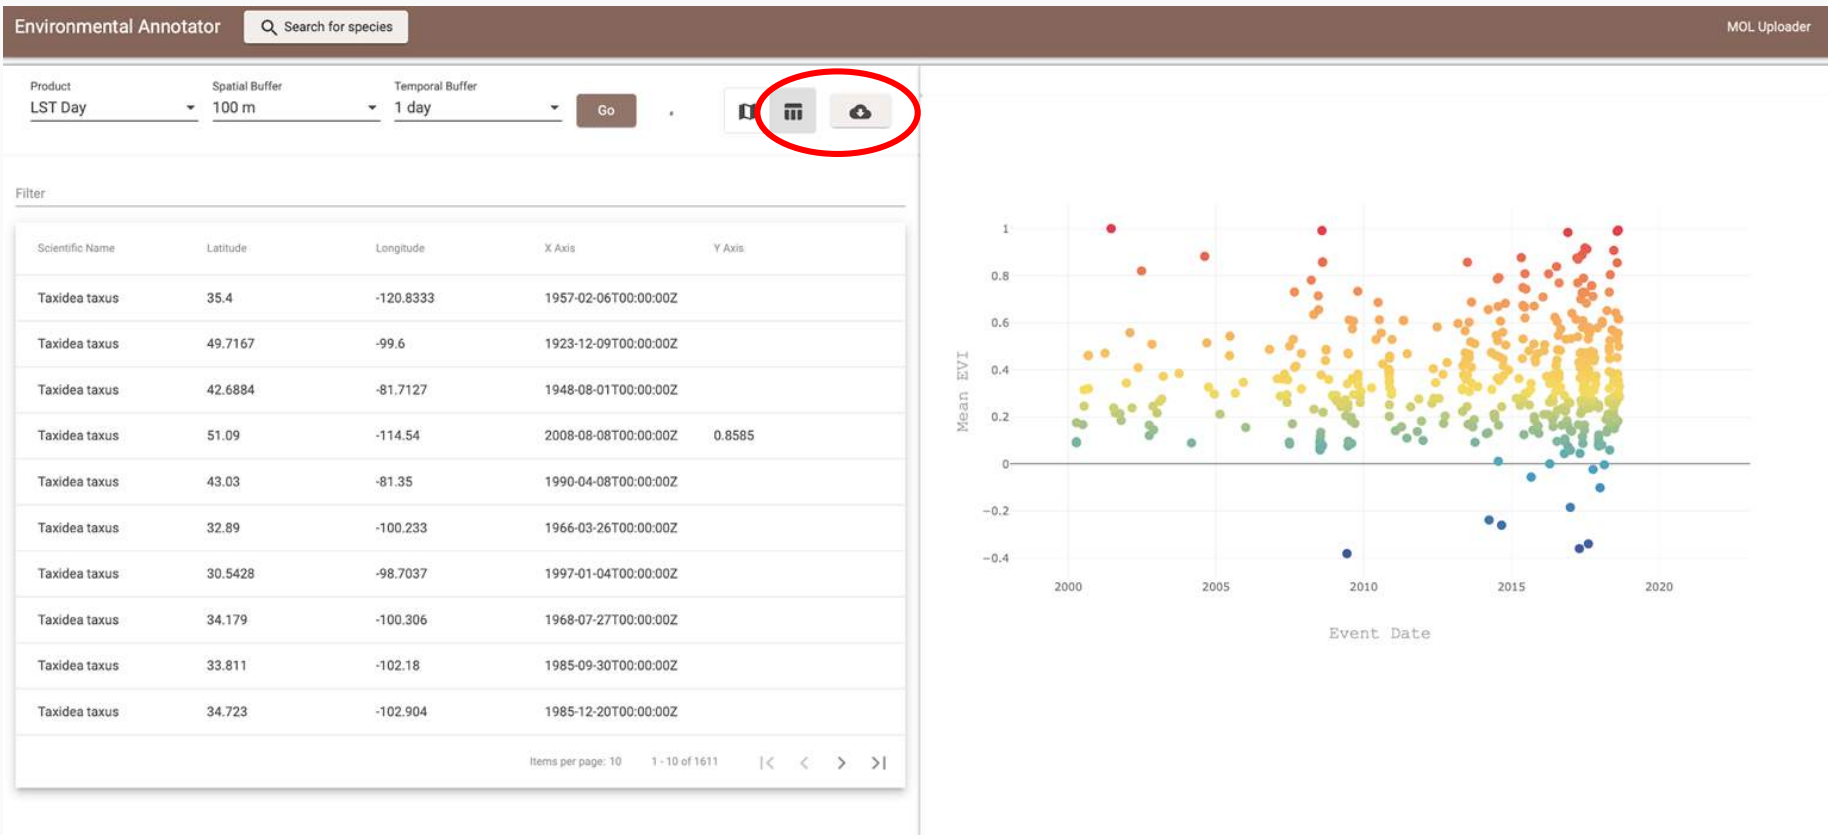 Environmental Annotator
Search for species
MOL Uploader
Product
Spatial Buffer
Temporal Buffer
LST Day
100 m
1 day
Go
Filter
Scientific Name Latitude Longitude X Axis Y Axis
Taxidea taxus 35.4 -120.8333 1957-02-06T00:00:00Z
Taxidea taxus 49.7167 -99.6 1923-12-09T00:00:00Z
Taxidea taxus 42.6884 -81.7127 1948-08-01T00:00:00Z
Taxidea taxus 51.09 -114.54 2008-08-08T00:00:00Z 0.8585
Taxidea taxus 43.03 -81.35 1990-04-08T00:00:00Z
Taxidea taxus 32.89 -100.233 1966-03-26T00:00:00Z
Taxidea taxus 30.5428 -98.7037 1997-01-04T00:00:00Z
Taxidea taxus 34.179 -100.306 1968-07-27T00:00:00Z
Taxidea taxus 33.811 -102.18 1985-09-30T00:00:00Z
Taxidea taxus 34.723 -102.904 1985-12-20T00:00:00Z
Items per page: 10 1 - 10 of 1611
1
0.8
0.6
0.4
0.2
0
−0.2
−0.4
Mean EVI
2000 2005 2010 2015 2020
Event Date